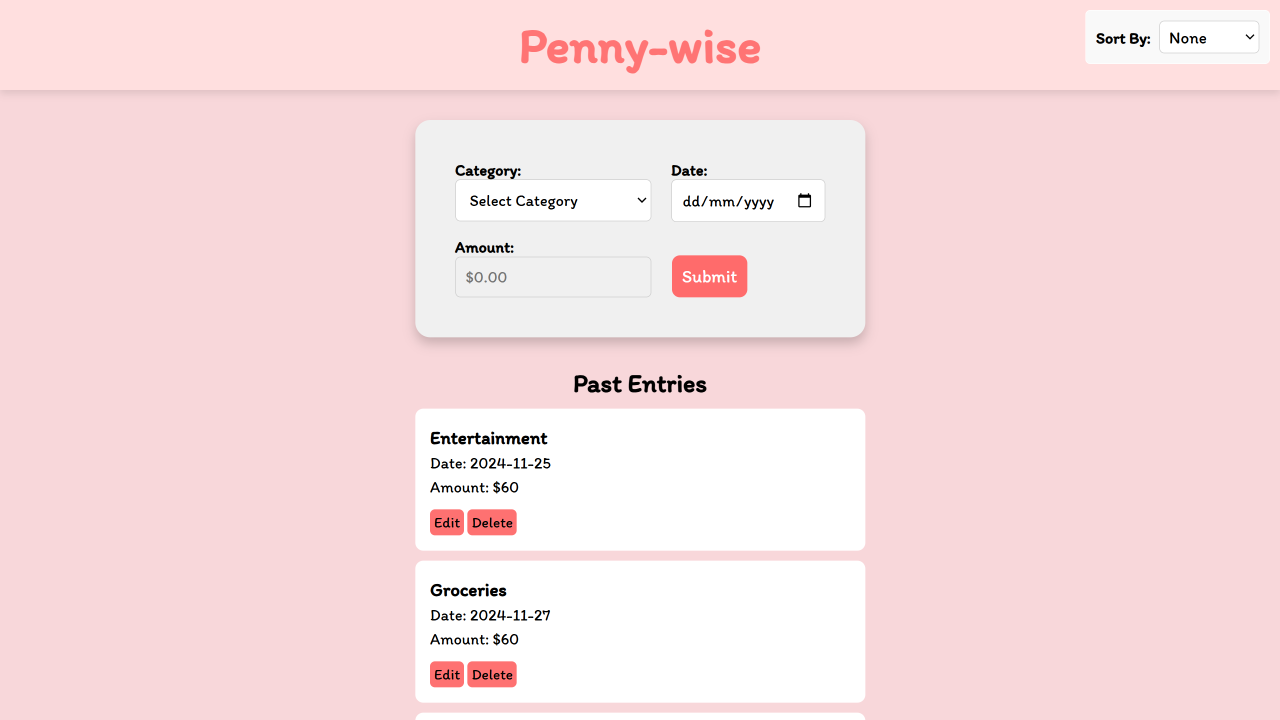 Penny-wise
Sort By: None
Category: Date:
Select Category dd/mm/yyyy
Amount:
$0.00 Submit
Past Entries
Entertainment
Date: 2024-11-25
Amount: $60
Edit Delete
Groceries
Date: 2024-11-27
Amount: $60
Edit Delete